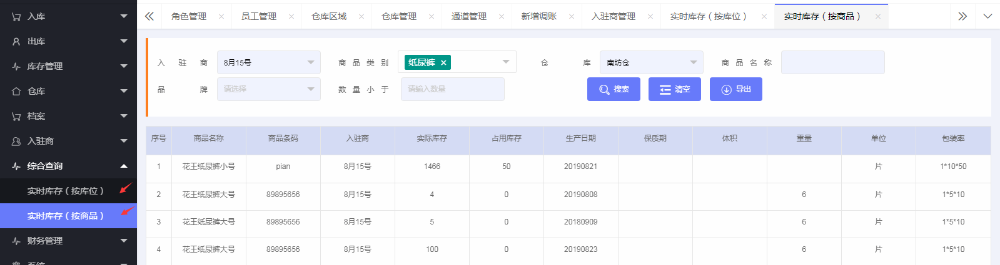 入库
出库
库存管理
仓库
档案
入驻商
综合查询
实时库存（按库位）
实时库存（按商品）
财务管理
系统
角色管理 员工管理 仓库区域 仓库管理 通道管理 新增调账 入驻商管理 实时库存（按库位） 实时库存（按商品）
入驻商 8月15号 商品类别 纸尿裤 仓库 南坊仓 商品名称
品牌 请选择 数量小于 请输入数量 搜索 清空 导出
序号 商品名称 商品条码 入驻商 实际库存 占用库存 生产日期 保质期 体积 重量 单位 包装率
1 花王纸尿裤小号 pian 8月15号 1466 50 20190821 片 1*10*50
2 花王纸尿裤大号 89895656 8月15号 4 0 20190808 6 片 1*5*10
3 花王纸尿裤大号 89895656 8月15号 5 0 20180909 6 片 1*5*10
4 花王纸尿裤大号 89895656 8月15号 100 0 20190823 6 片 1*5*10